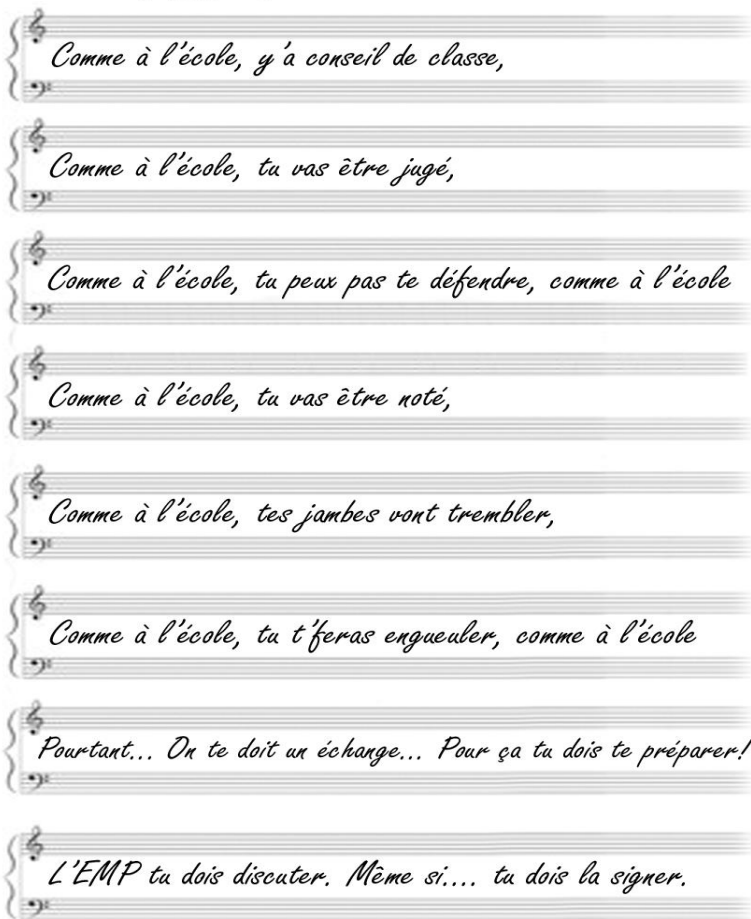 Comme à l'école, y'a conseil de classe,
Comme à l'école, tu vas être jugé,
Comme à l'école, tu peux pas te défendre, comme à l'école
Comme à l'école, tu vas être noté,
Comme à l'école, tes jambes vont trembler,
Comme à l'école, tu t'feras engueuler, comme à l'école
Pourtant... On te doit un échange... Pour ça tu dois te préparer!
L'EMP tu dois discuter. Même si.... tu dois la signer.